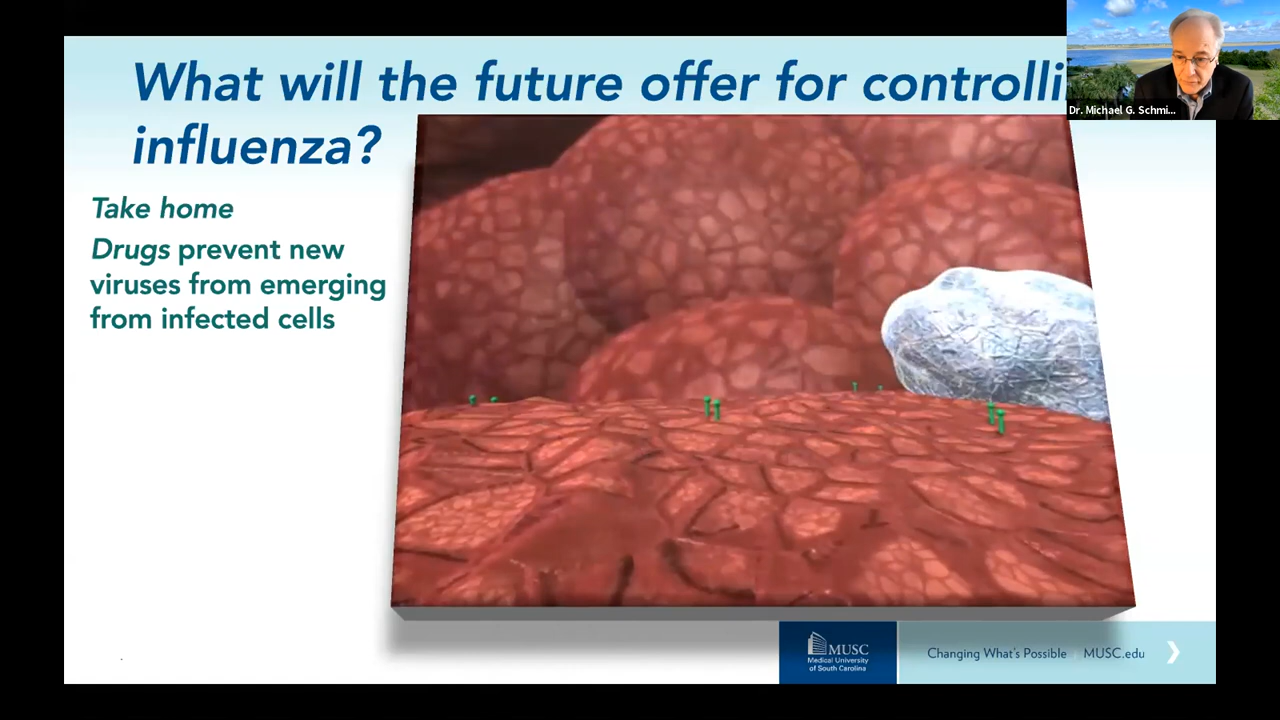 What will the future offer for controlli
influenza?
Dr. Michael G. Schmi...
Take home
Drugs prevent new
viruses from emerging
from infected cells
MUSC
Medical University
of South Carolina
Changing What's Possible
MUSC.edu